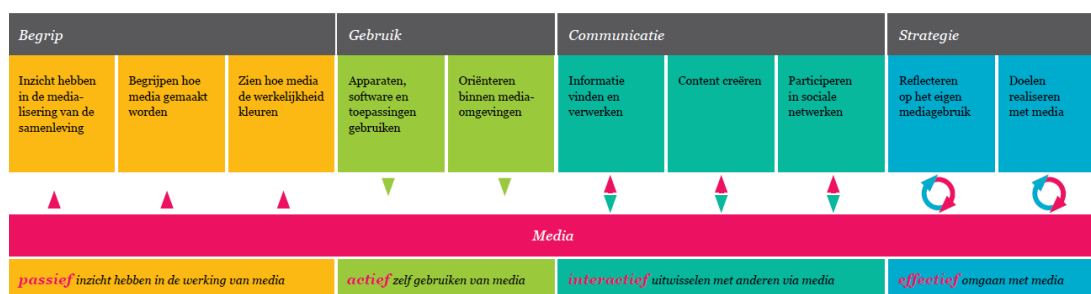 Begrip
Gebruik
Communicatie
Strategie
Inzicht hebben
in de media-
lisering van de
samenleving
Begrijpen hoe
media gemaakt
worden
Zien hoe media
de werkelijkheid
kleuren
Apparaten,
software en
toepassingen
gebruiken
Oriënteren
binnen media-
omgevingen
Informatie
vinden en
verwerken
Content creëren
Participeren
in sociale
netwerken
Reflecteren
op het eigen
mediagebruik
Doelen
realiseren
met media
Media
passief inzicht hebben in de werking van media
actief zelf gebruiken van media
interactief uitwisselen met anderen via media
effectief omgaan met media